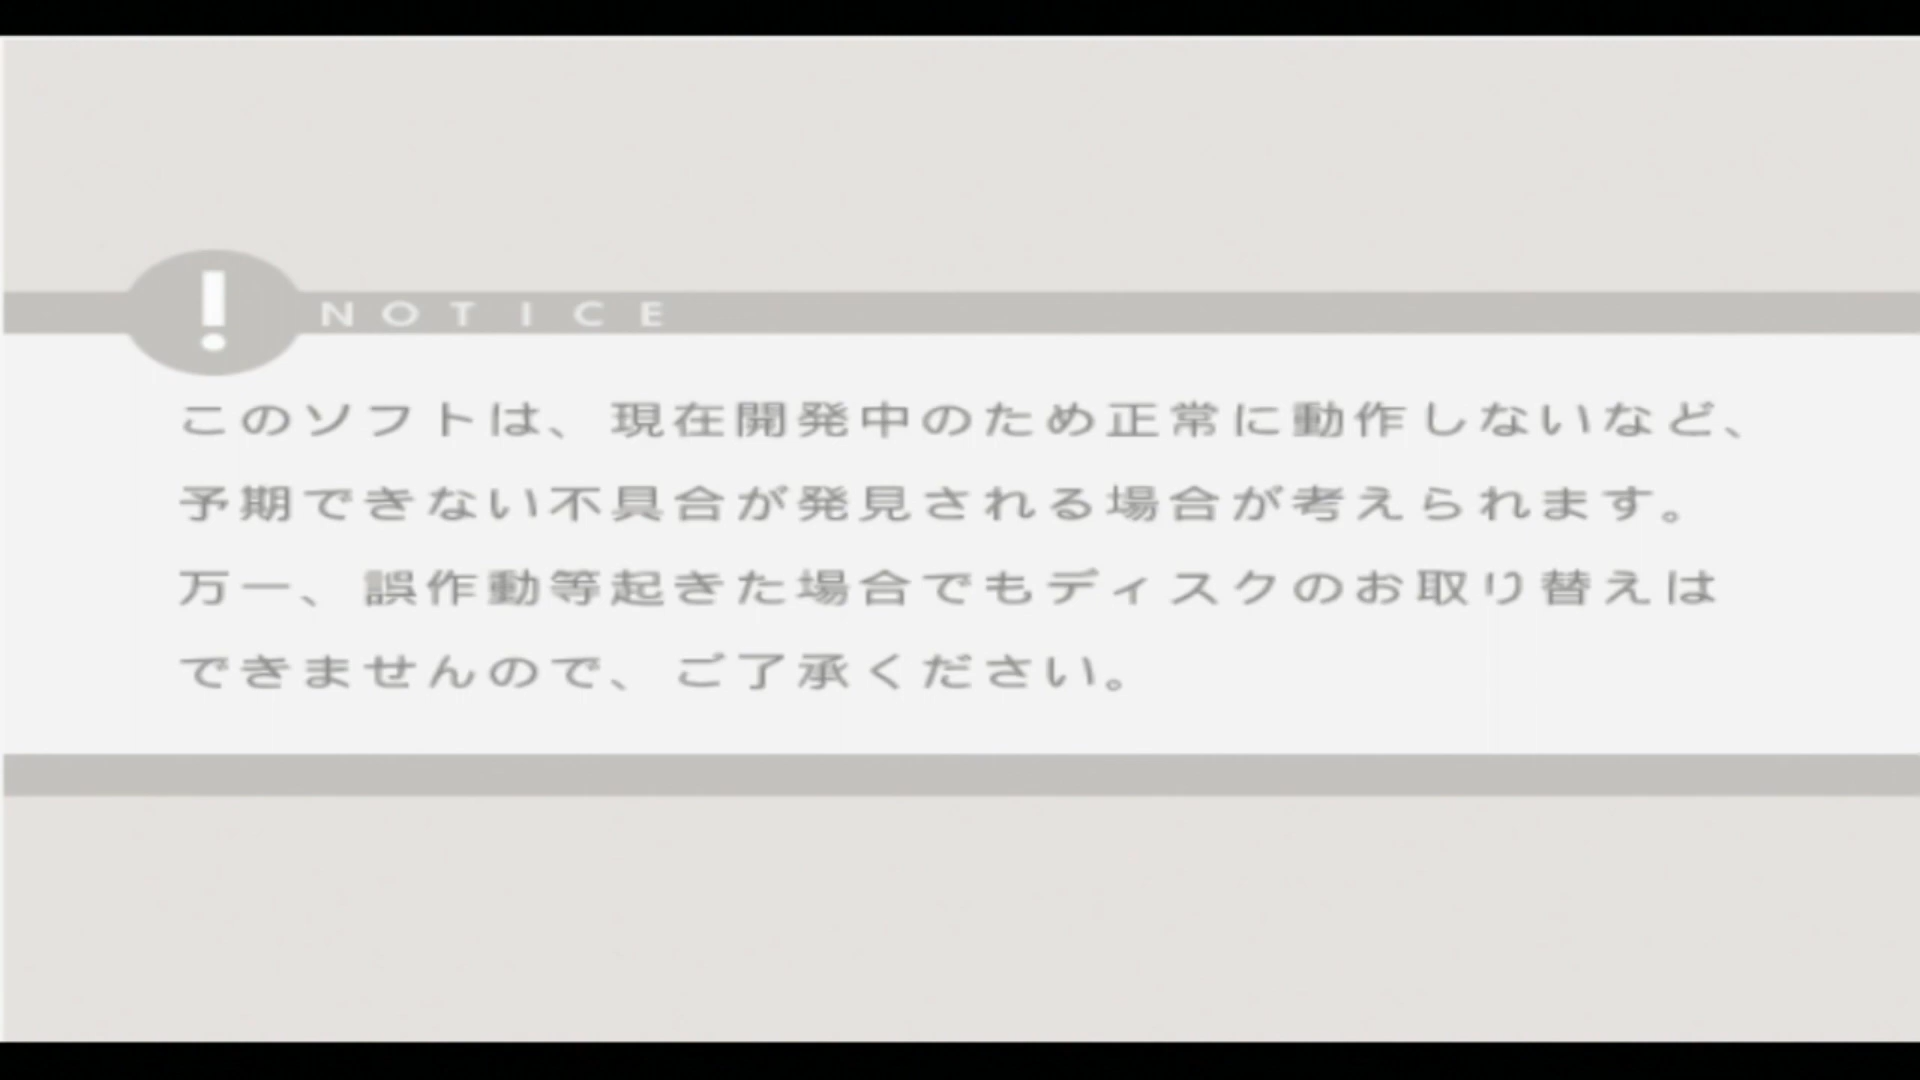 ! NOTICE
このソフトは、現在開発中のため正常に動作しないなど、
予期できない不具合が発見される場合が考えられます。
万一、誤作動等起きた場合でもディスクのお取り替えは
できませんので、ご了承ください。